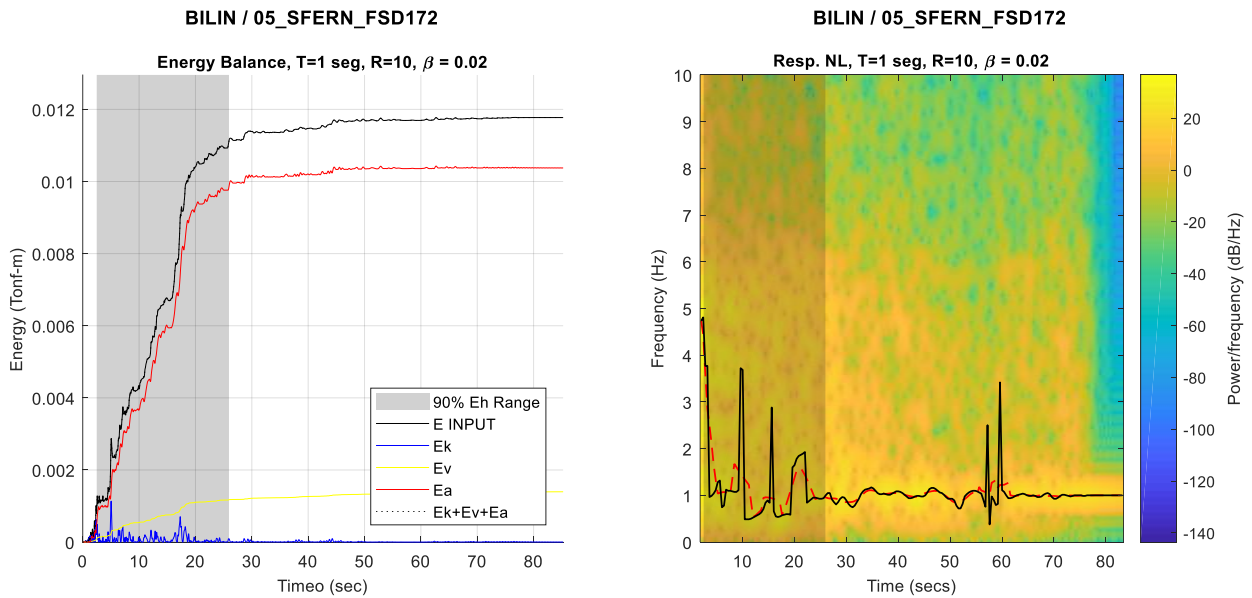 BILIN / 05_SFERN_FSD172
Energy Balance, T=1 seg, R=10, β = 0.02
Energy (Tonf-m)
0.012
0.01
0.008
0.006
0.004
0.002
0
0 10 20 30 40 50 60 70 80
Timeo (sec)
90% Eh Range
E INPUT
Ek
Ev
Ea
Ek+Ev+Ea
BILIN / 05_SFERN_FSD172
Resp. NL, T=1 seg, R=10, β = 0.02
Frequency (Hz)
10
9
8
7
6
5
4
3
2
1
0
10 20 30 40 50 60 70 80
Time (secs)
20
0
-20
-40
-60
-80
-100
-120
-140
Power/frequency (dB/Hz)